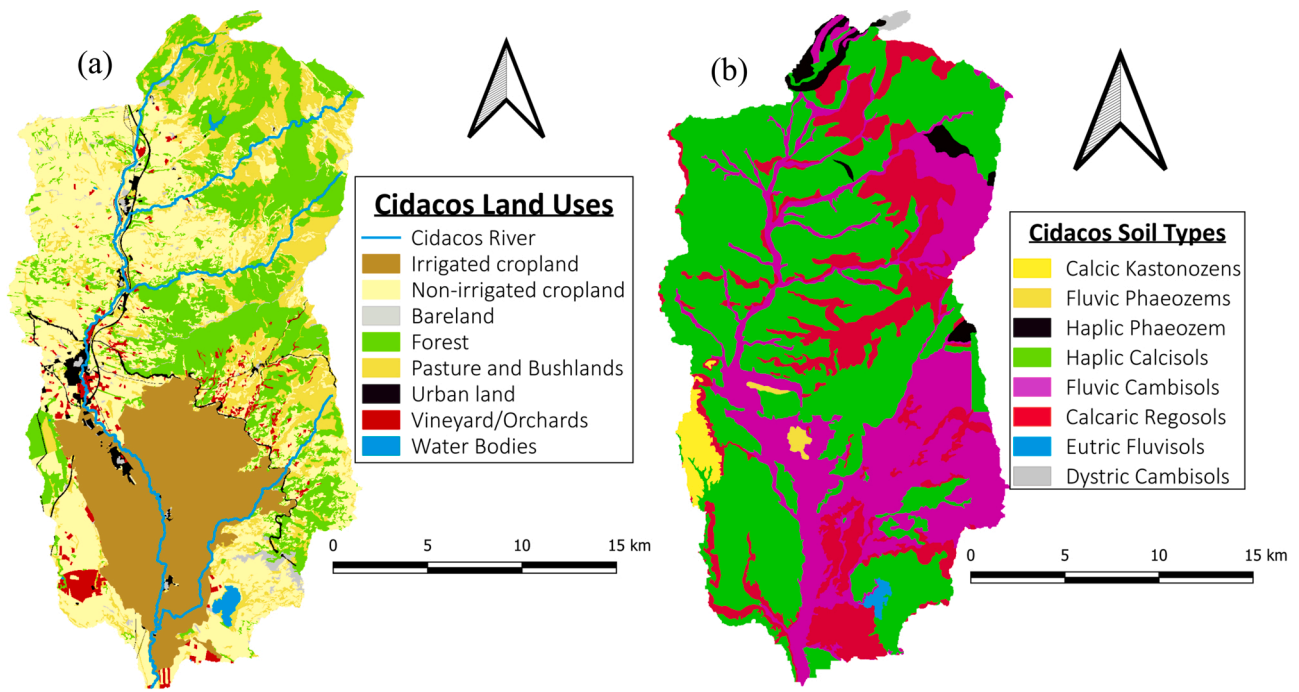 (a)
Cidacos Land Uses
Cidacos River
Irrigated cropland
Non-irrigated cropland
Bareland
Forest
Pasture and Bushlands
Urban land
Vineyard/Orchards
Water Bodies
0 5 10 15 km
(b)
Cidacos Soil Types
Calcic Kastonozens
Fluvic Phaeozems
Haplic Phaeozem
Haplic Calcisols
Fluvic Cambisols
Calcaric Regosols
Eutric Fluvisols
Dystric Cambisols
0 5 10 15 km